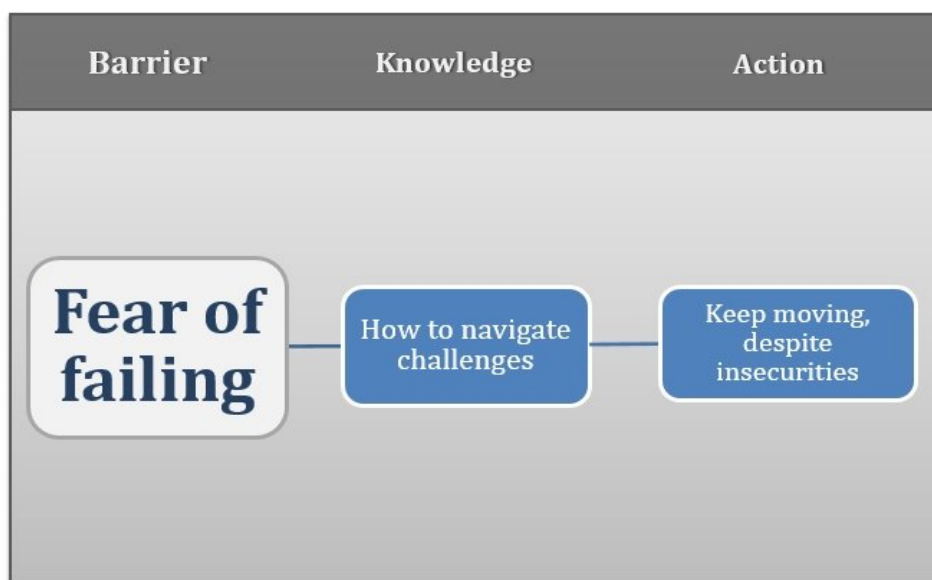 Barrier
Knowledge
Action
Fear of
failing
How to navigate
challenges
Keep moving,
despite
insecurities